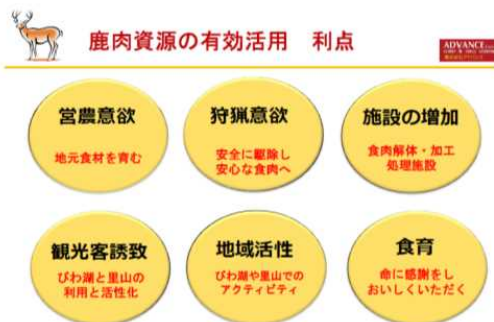 鹿肉資源の有効活用 利点
ADVANCE
営農意欲
地元食材を育む
狩猟意欲
安全に駆除し
安心な食肉へ
施設の増加
食肉解体・加工
処理施設
観光客誘致
びわ湖と里山の
利用と活性化
地域活性
びわ湖や里山での
アクティビティ
食育
命に感謝をし
おいしくいただく